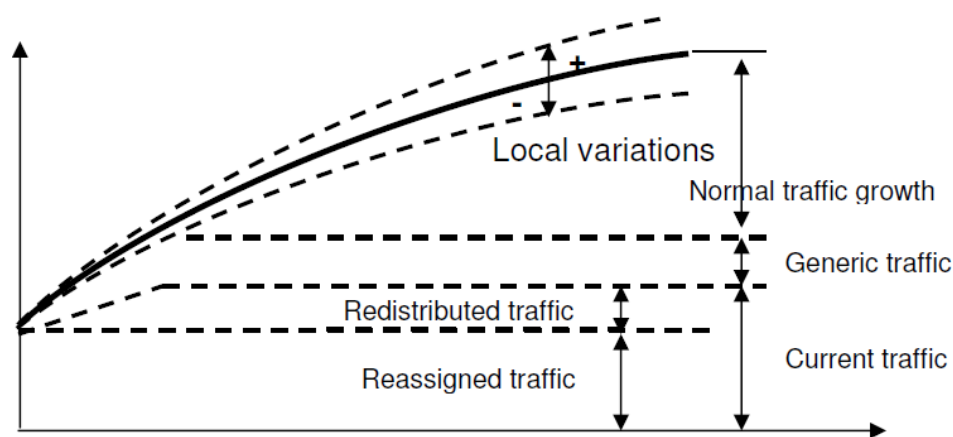 +
-
Local variations
Normal traffic growth
Generic traffic
Redistributed traffic
Current traffic
Reassigned traffic